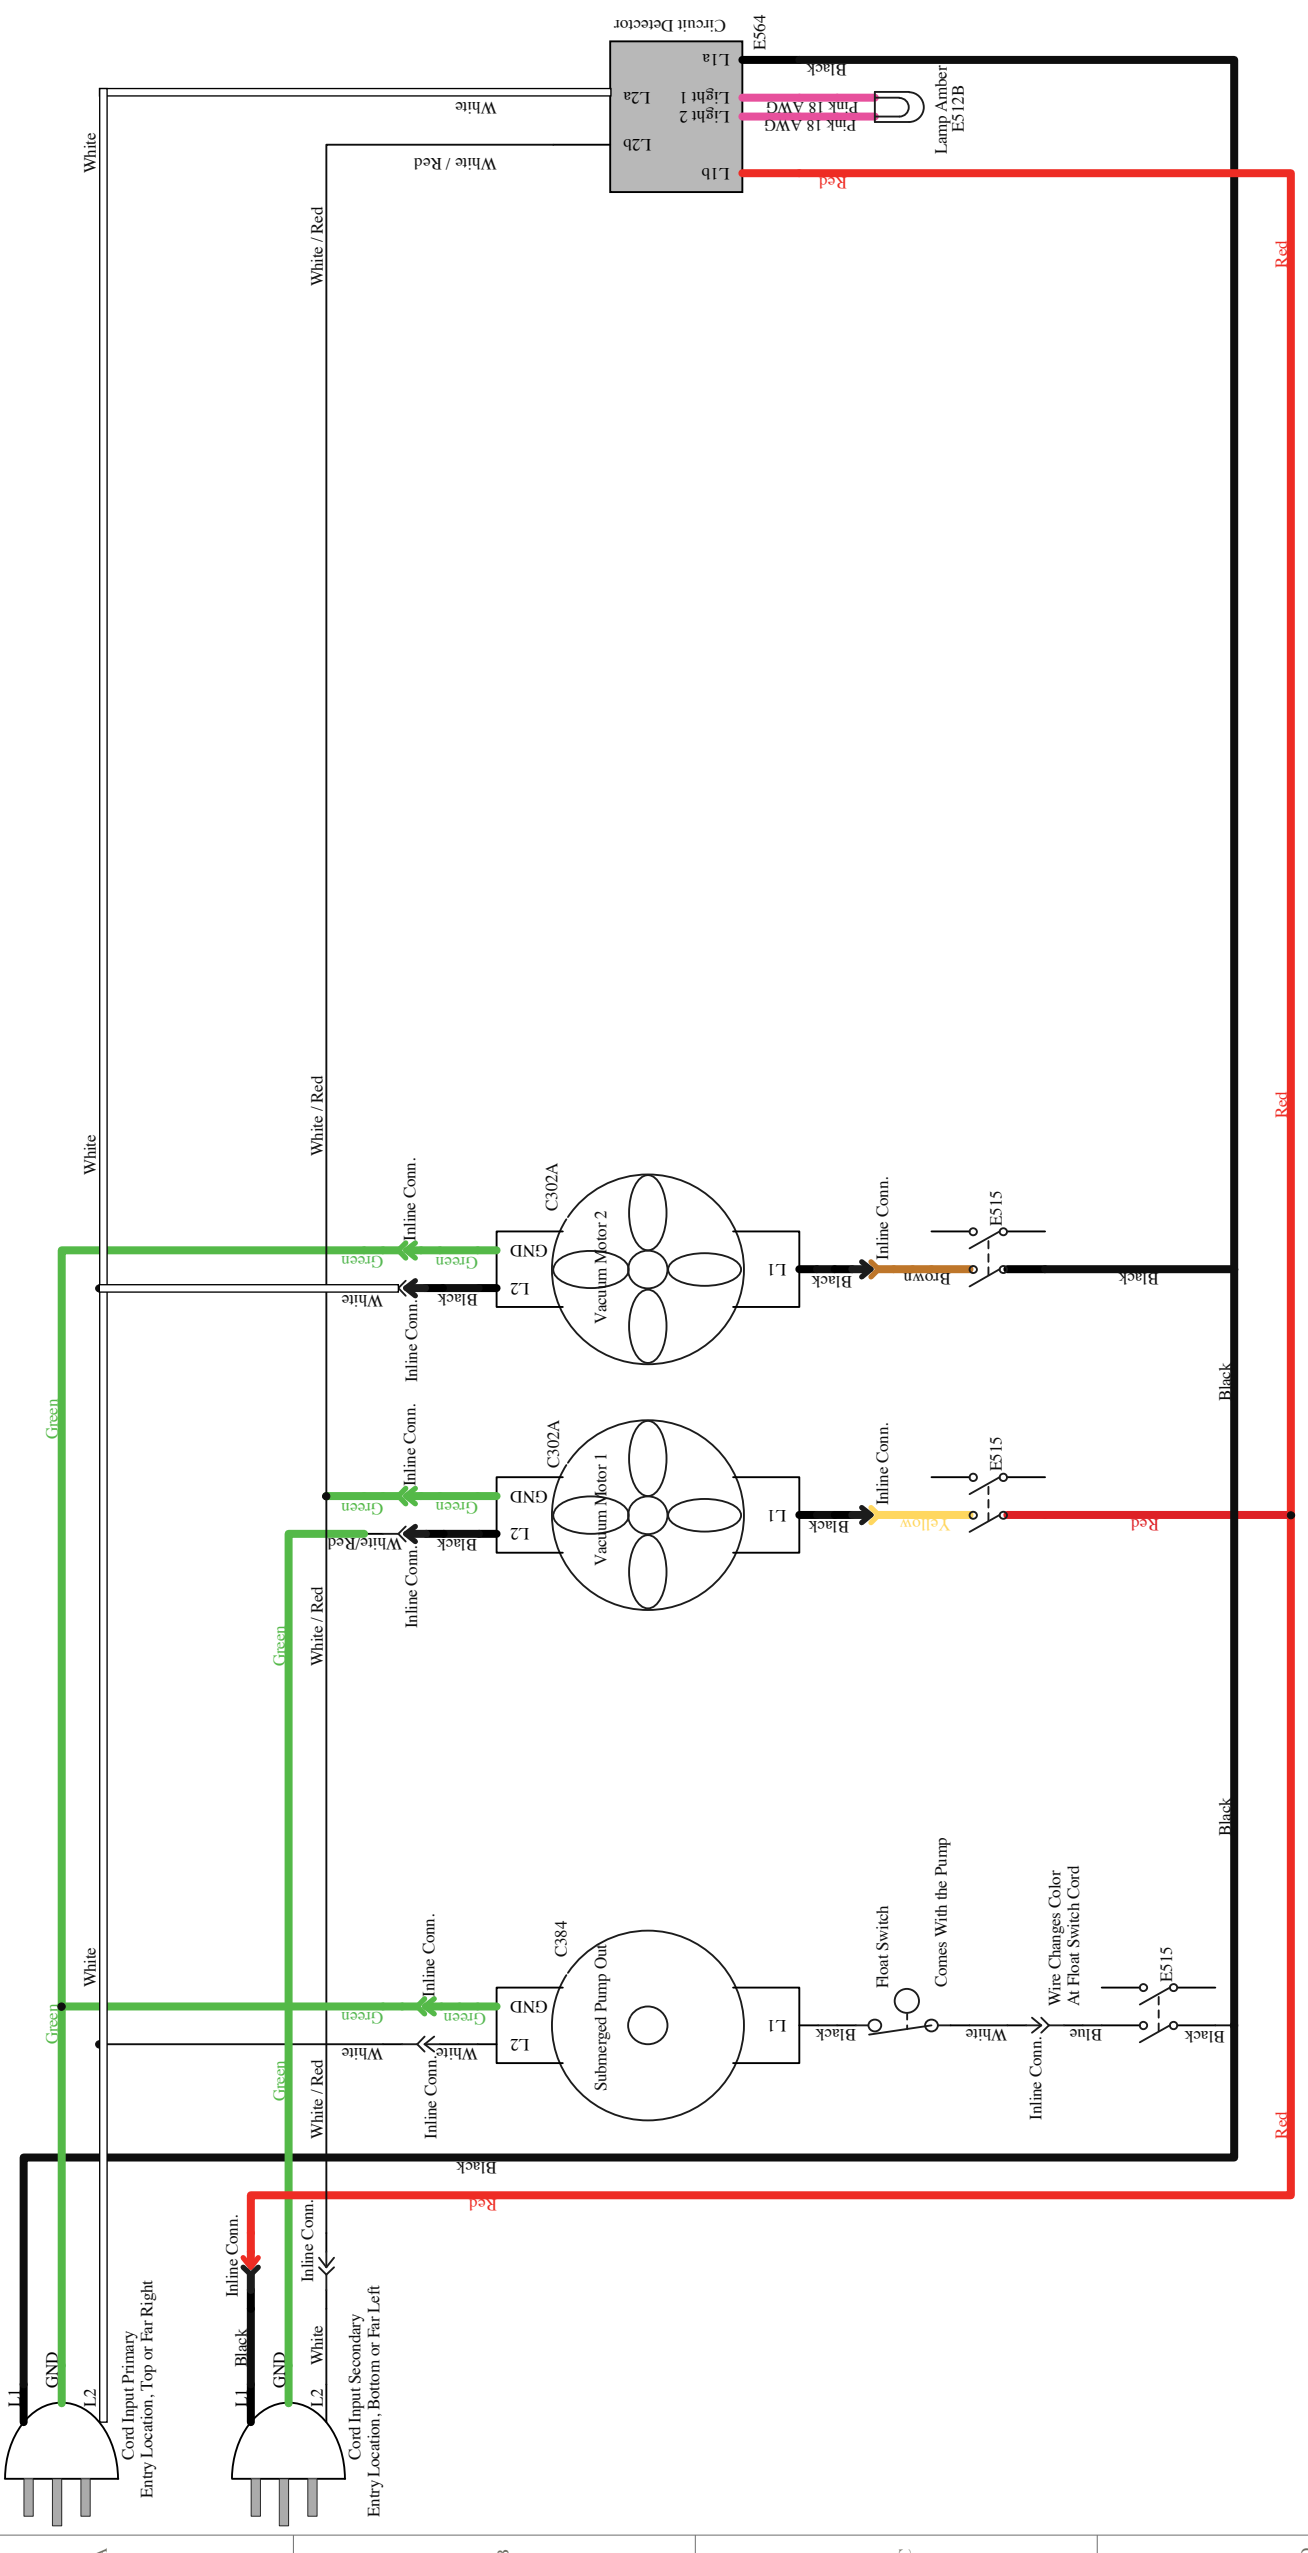 Circuit Detector
E564
L1a
Black
White
L2a
White
Light 1
Pink 18 AWG
Light 2
Pink 18 AWG
Lamp Amber
E512B
L2b
White / Red
L1b
Red
White / Red
Red
White / Red
White
Red
Inline Conn.
C302A
Green
Green
GND
Vacuum Motor 2
L2
White
Black
Inline Conn.
L1
Black
Inline Conn.
Brown
E515
Black
Black
Green
Inline Conn.
C302A
Green
Green
GND
Vacuum Motor 1
L2
White/Red
Black
Inline Conn.
L1
Black
Inline Conn.
Yellow
E515
Red
Green
White / Red
Black
White
Inline Conn.
C384
Green
Green
Green
GND
Submerged Pump Out
L2
White
White
Inline Conn.
L1
Black
Float Switch
Comes With the Pump
White
Inline Conn.
Wire Changes Color
At Float Switch Cord
Blue
E515
Black
Green
White / Red
Red
Black
Red
Inline Conn.
Inline Conn.
Black
White
L1
GND
L2
Cord Input Primary
Entry Location, Top or Far Right
L1
GND
L2
Cord Input Secondary
Entry Location, Bottom or Far Left